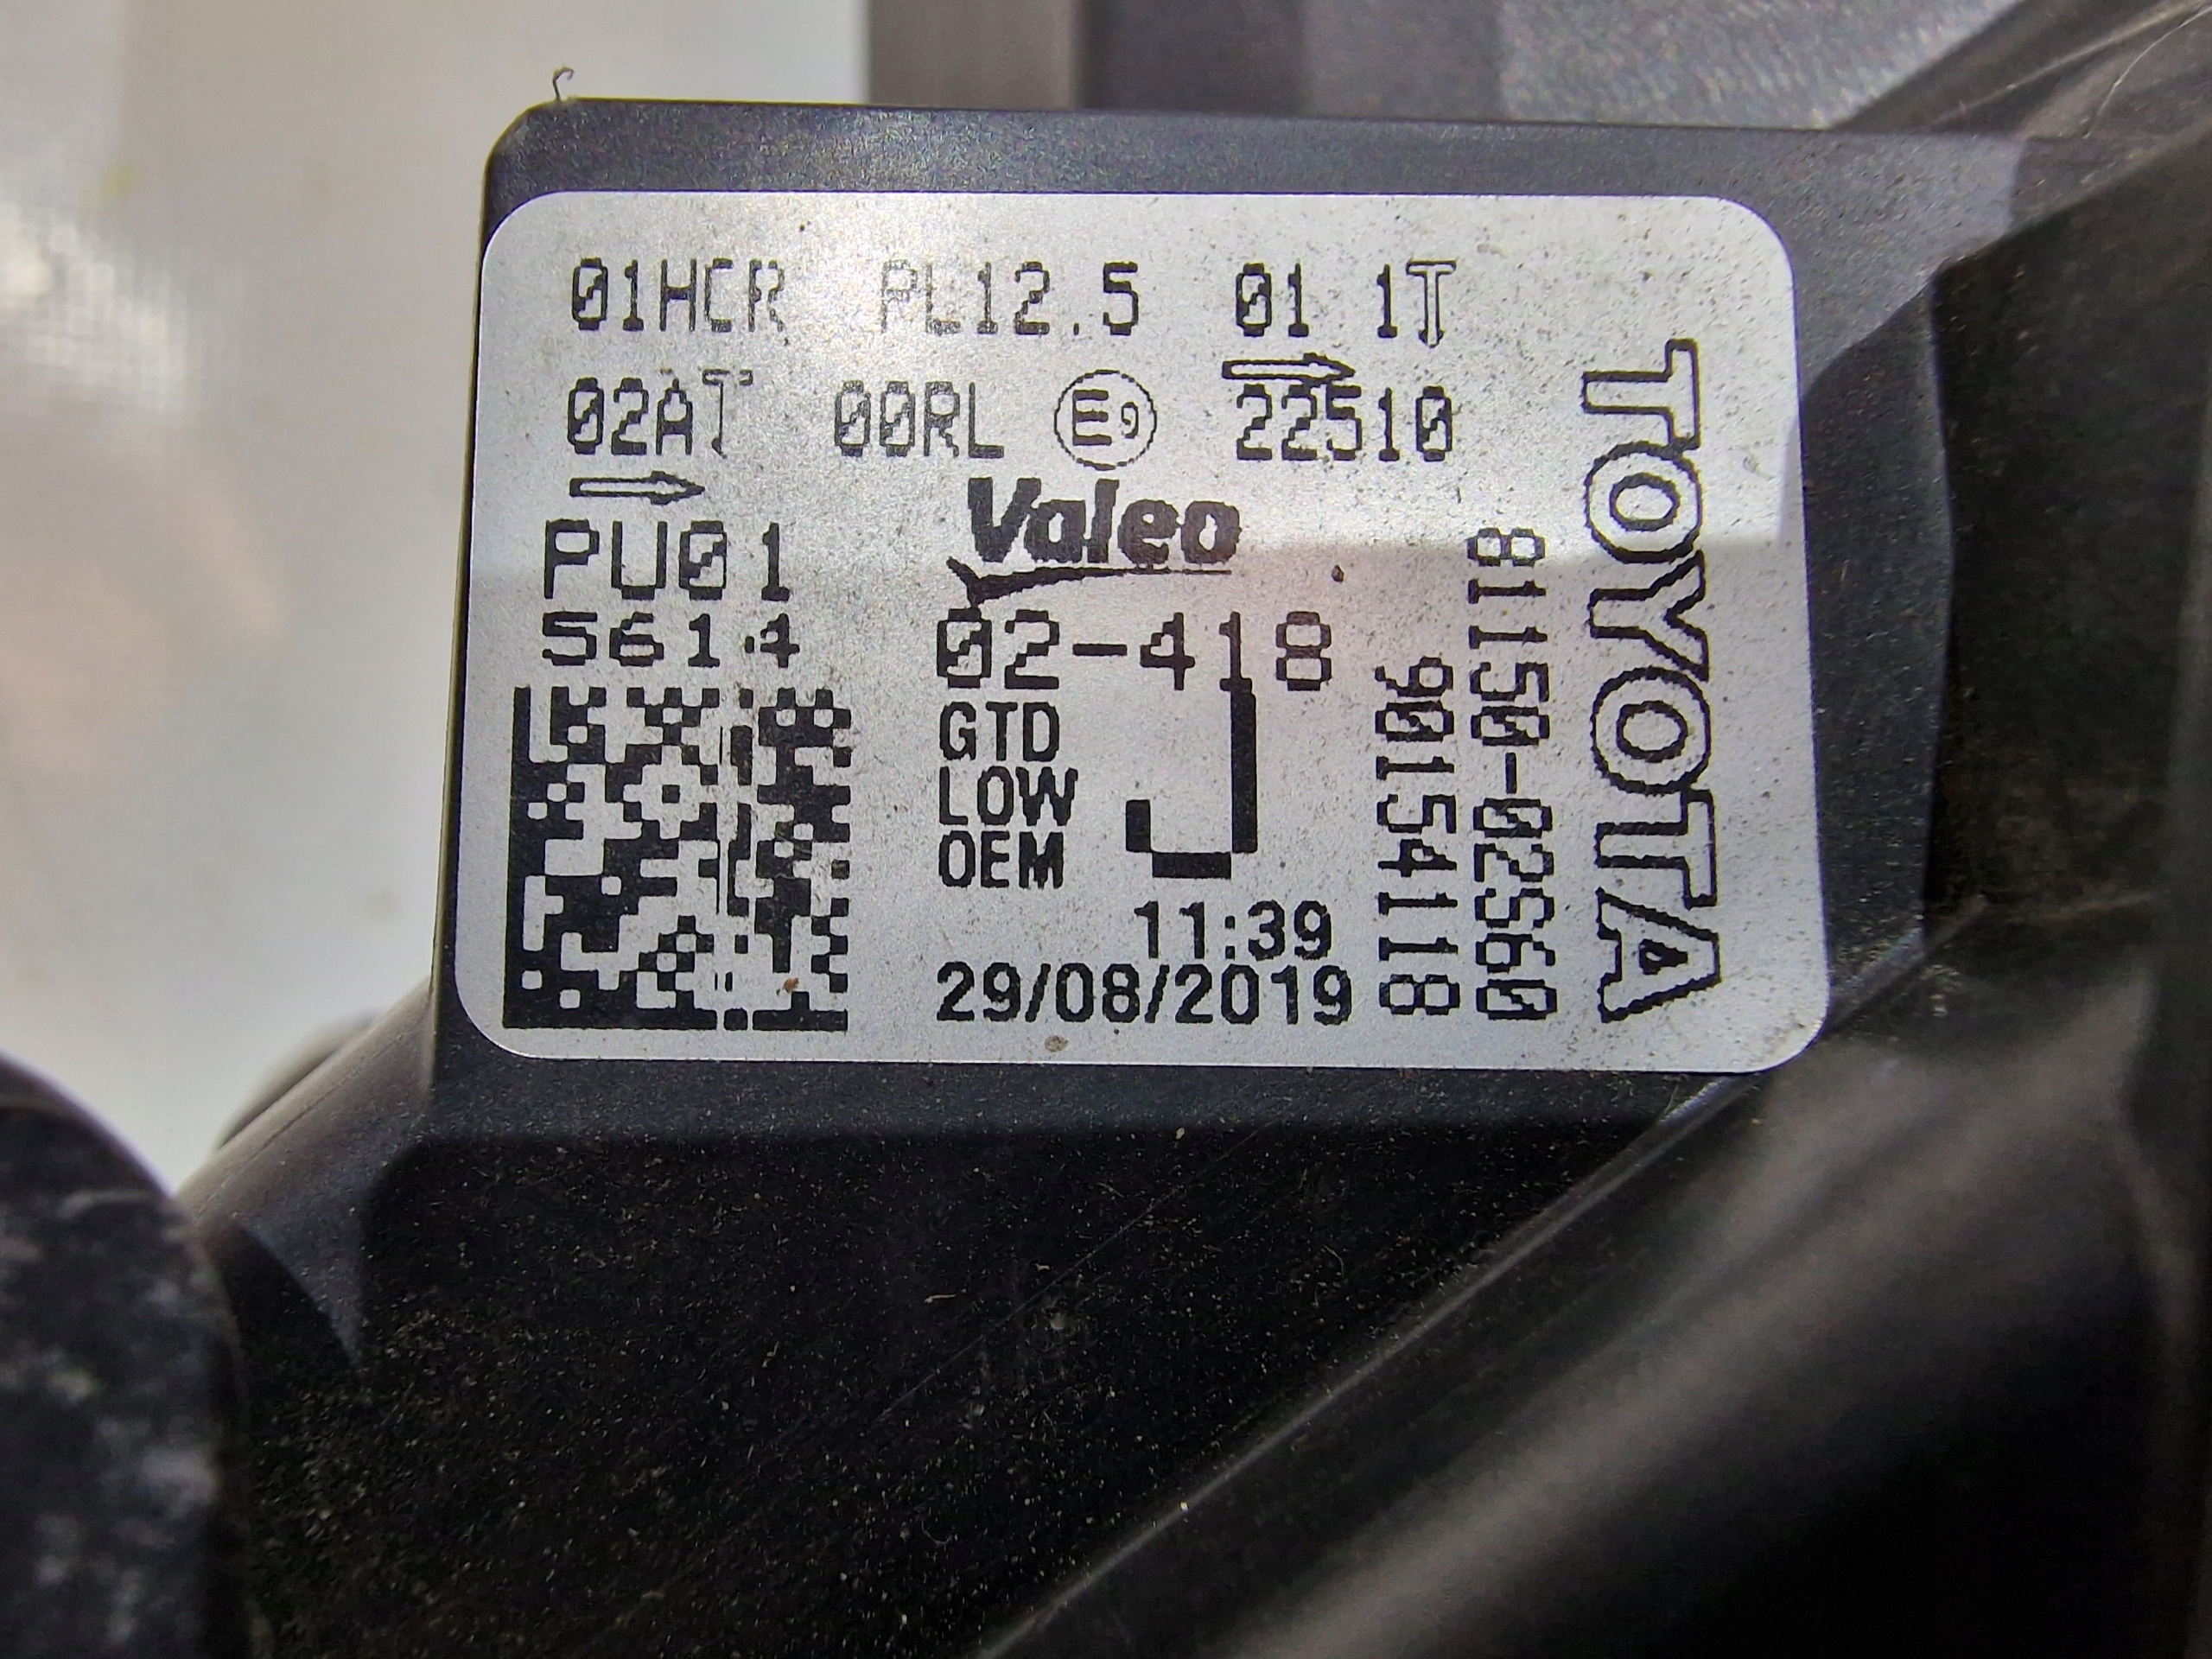 01HCR PL12.5 01 1T
02AT 00RL E9 22510
Valeo
PU01
5614
02-418
GTD
LOW
OEM
J
11:39
29/08/2019
TOYOTA
81150-02S60
90154118